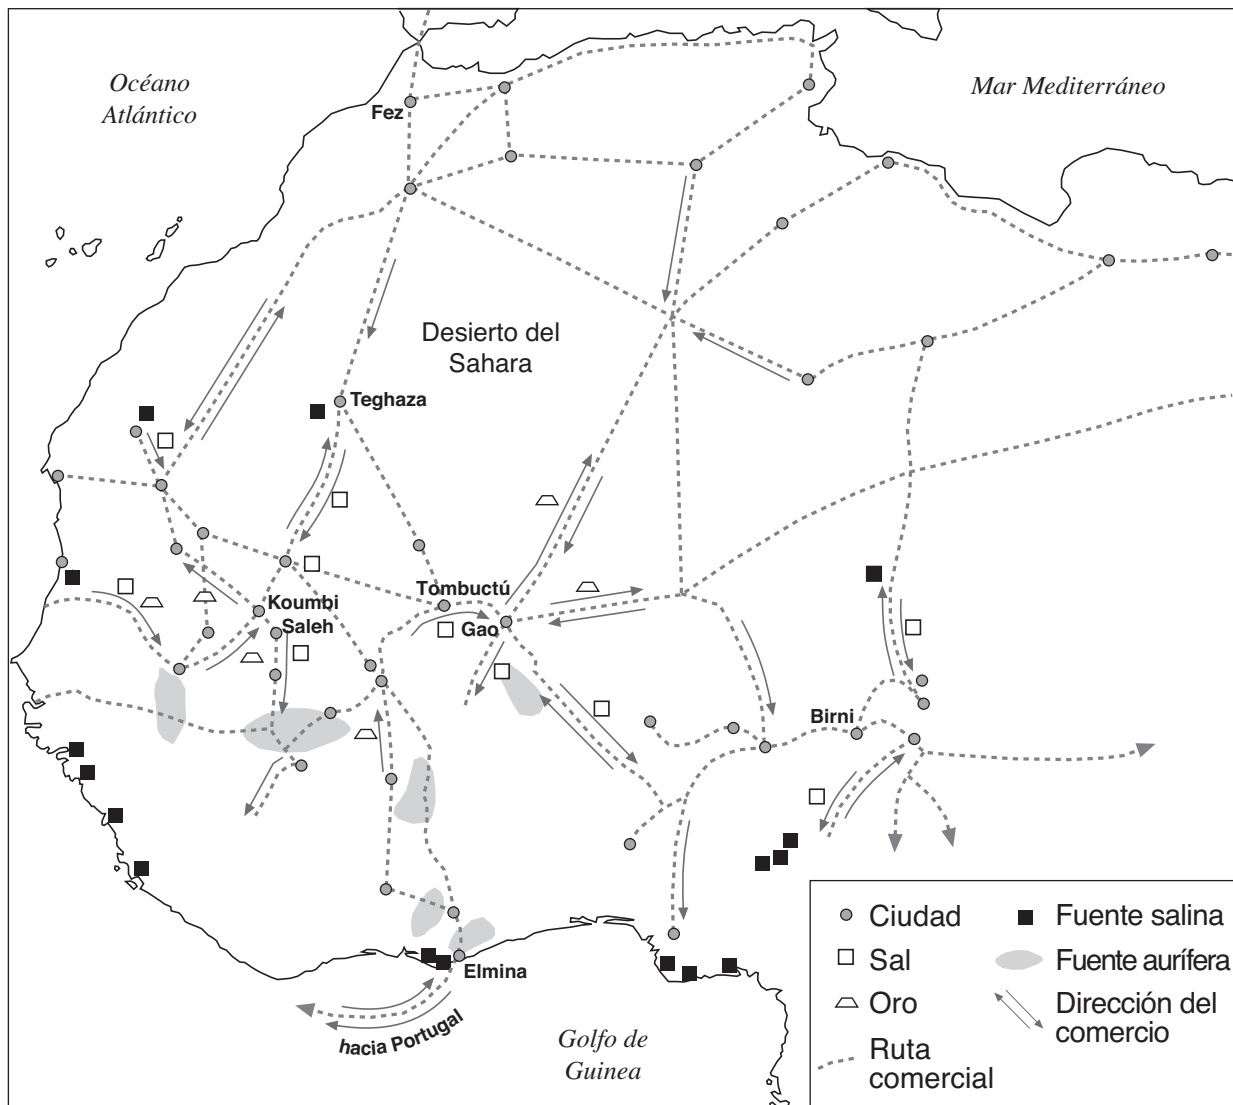 Océano
Atlántico
Mar Mediterráneo
Fez
Desierto del
Sahara
Teghaza
Tombuctú
Koumbi
Saleh
Gao
Birni
Elmina
hacia Portugal
Golfo de
Guinea
Ciudad
Fuente salina
Sal
Fuente aurífera
Oro
Dirección del
comercio
Ruta
comercial